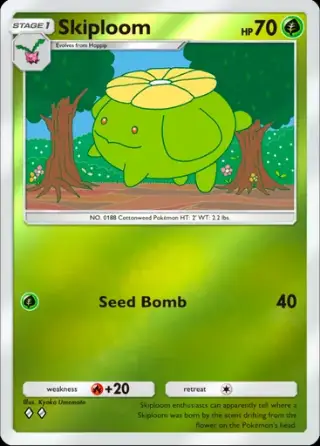 STAGE 1
Skiploom
HP 70
Evolves from Hoppip
NO. 0188 Cottonweed Pokémon HT: 2' WT: 2.2 lbs.
Seed Bomb 40
weakness +20 retreat
Illus. Kyoko Umemoto
Skiploom enthusiasts can apparently tell where a
Skiploom was born by the scent drifting from the
flower on the Pokémon's head.